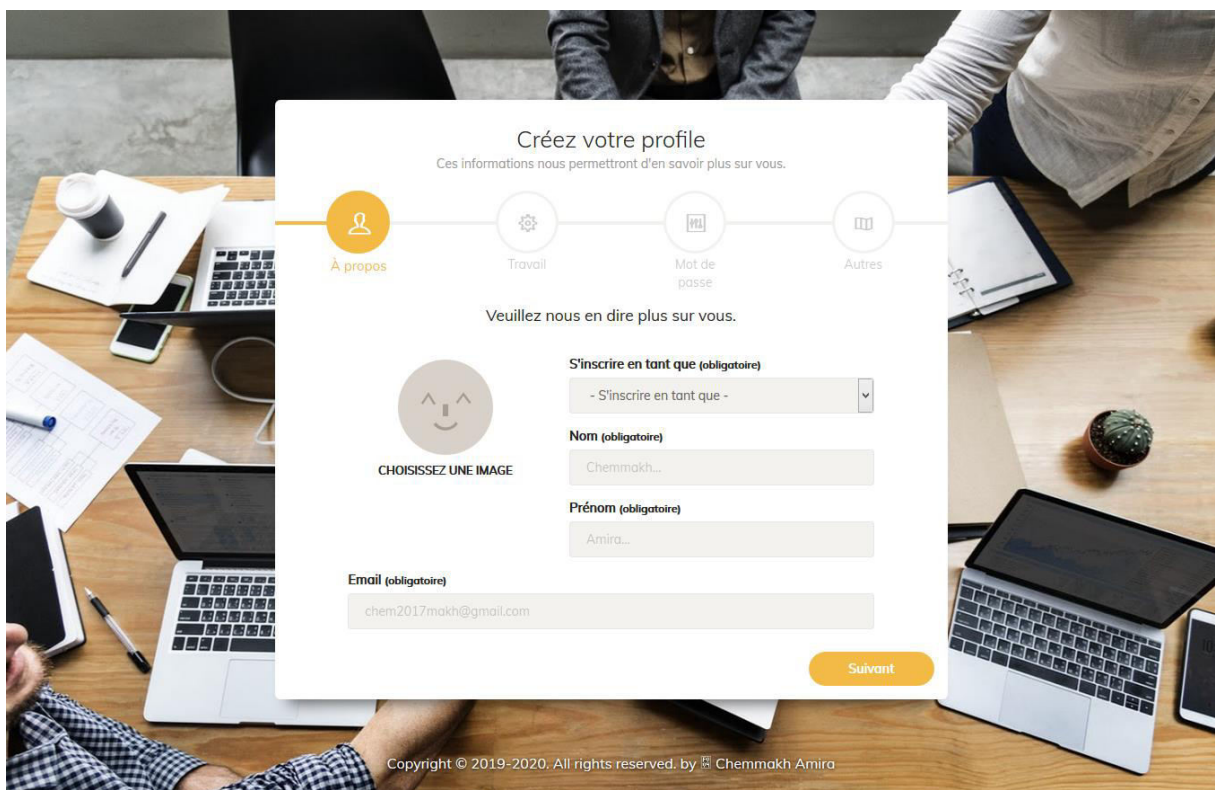 Créez votre profile
Ces informations nous permettront d'en savoir plus sur vous.
À propos
Travail
Mot de
passe
Autres
Veuillez nous en dire plus sur vous.
S'inscrire en tant que (obligatoire)
- S'inscrire en tant que -
Nom (obligatoire)
Chemmakh...
CHOISISSEZ UNE IMAGE
Prénom (obligatoire)
Amira...
Email (obligatoire)
chem2017makh@gmail.com
Suivant
Copyright © 2019-2020. All rights reserved. by Chemmakh Amira